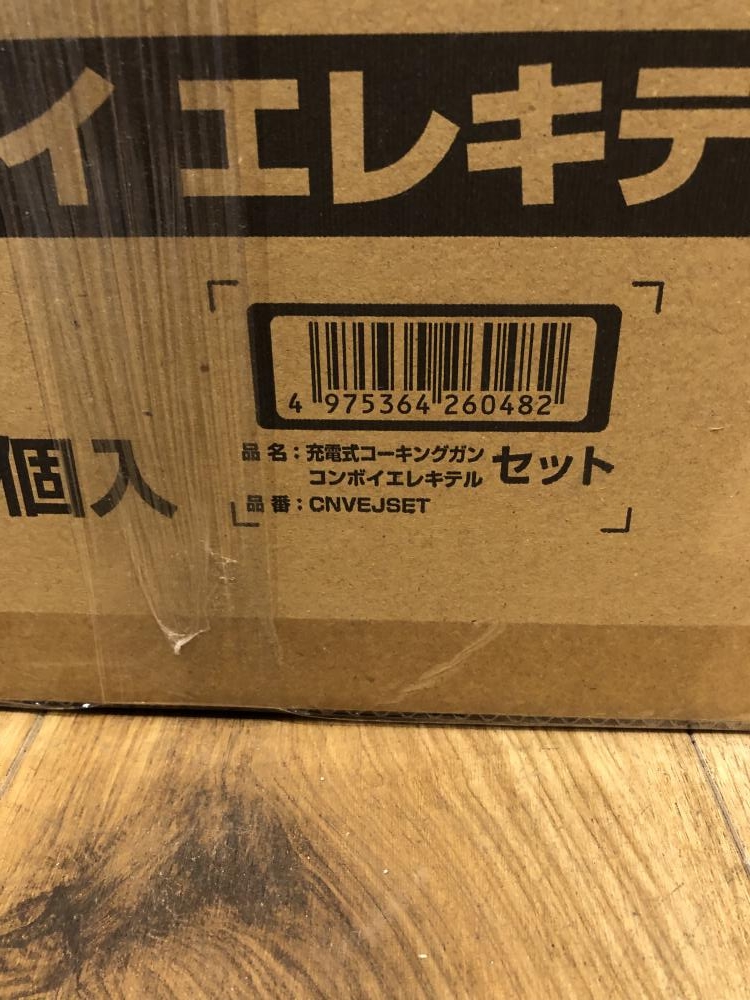 イエレキテ
4 975364 260482
個入
品 名：充電式コーキングガン
コンボイエレキテル セット
品 番：CNVEJSET